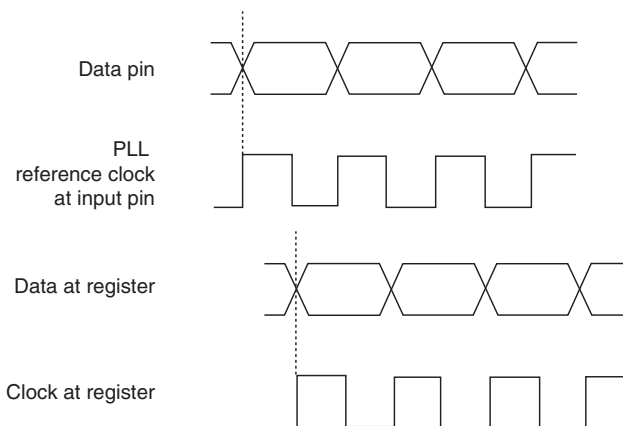 Data pin
PLL
reference clock
at input pin
Data at register
Clock at register